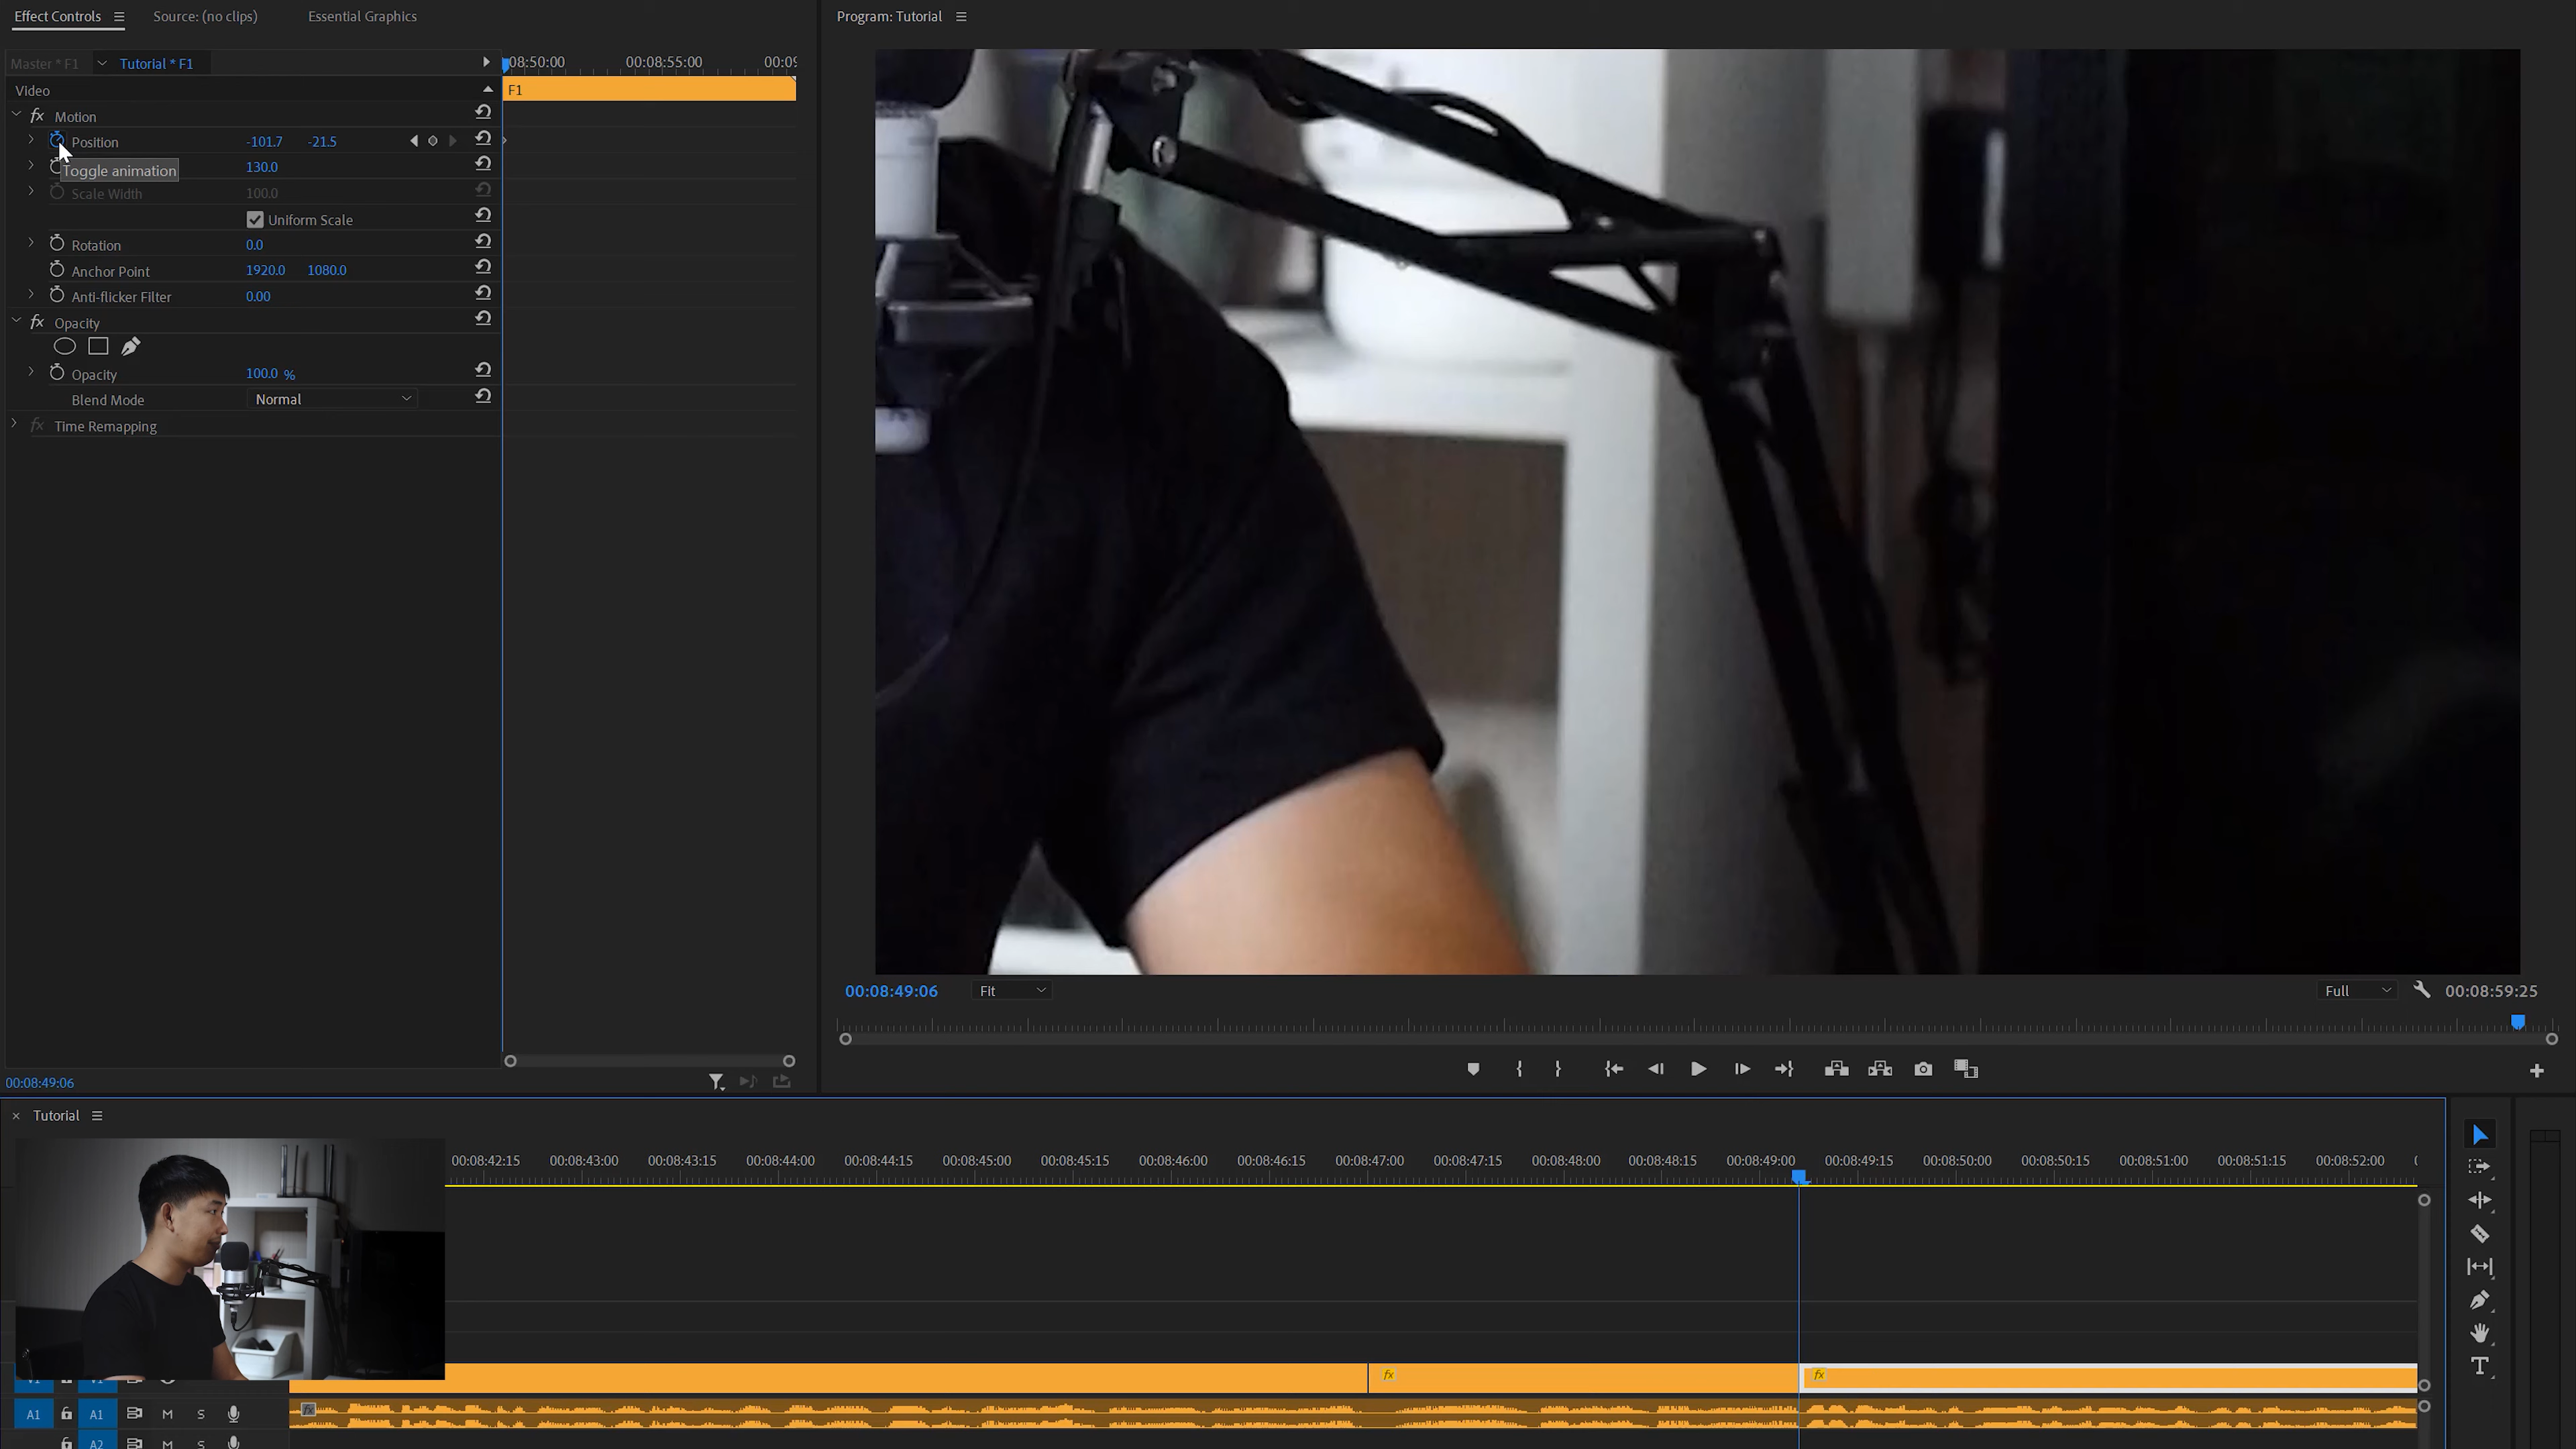 Effect Controls Source: (no clips) Essential Graphics
Program: Tutorial
Master * F1 Tutorial * F1
08:50:00 00:08:55:00 00:09
Video
F1
Motion
Position -101.7 -21.5
Toggle animation 130.0
Scale Width 100.0
Uniform Scale
Rotation 0.0
Anchor Point 1920.0 1080.0
Anti-flicker Filter 0.00
Opacity
Opacity 100.0 %
Blend Mode Normal
Time Remapping
00:08:49:06 Fit Full 00:08:59:25
00:08:49:06
Tutorial
00:08:42:15 00:08:43:00 00:08:43:15 00:08:44:00 00:08:44:15 00:08:45:00 00:08:45:15 00:08:46:00 00:08:46:15 00:08:47:00 00:08:47:15 00:08:48:00 00:08:48:15 00:08:49:00 00:08:49:15 00:08:50:00 00:08:50:15 00:08:51:00 00:08:51:15 00:08:52:00
fx fx
A1 A1 M S
A2 M S